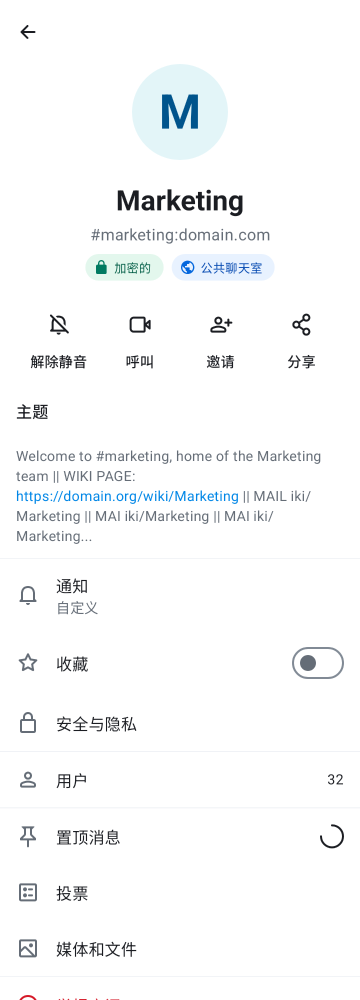 M
Marketing
#marketing:domain.com
加密的 公共聊天室
解除静音 呼叫 邀请 分享
主题
Welcome to #marketing, home of the Marketing
team || WIKI PAGE:
https://domain.org/wiki/Marketing || MAIL iki/
Marketing || MAI iki/Marketing || MAI iki/
Marketing...
通知
自定义
收藏
安全与隐私
用户 32
置顶消息
投票
媒体和文件